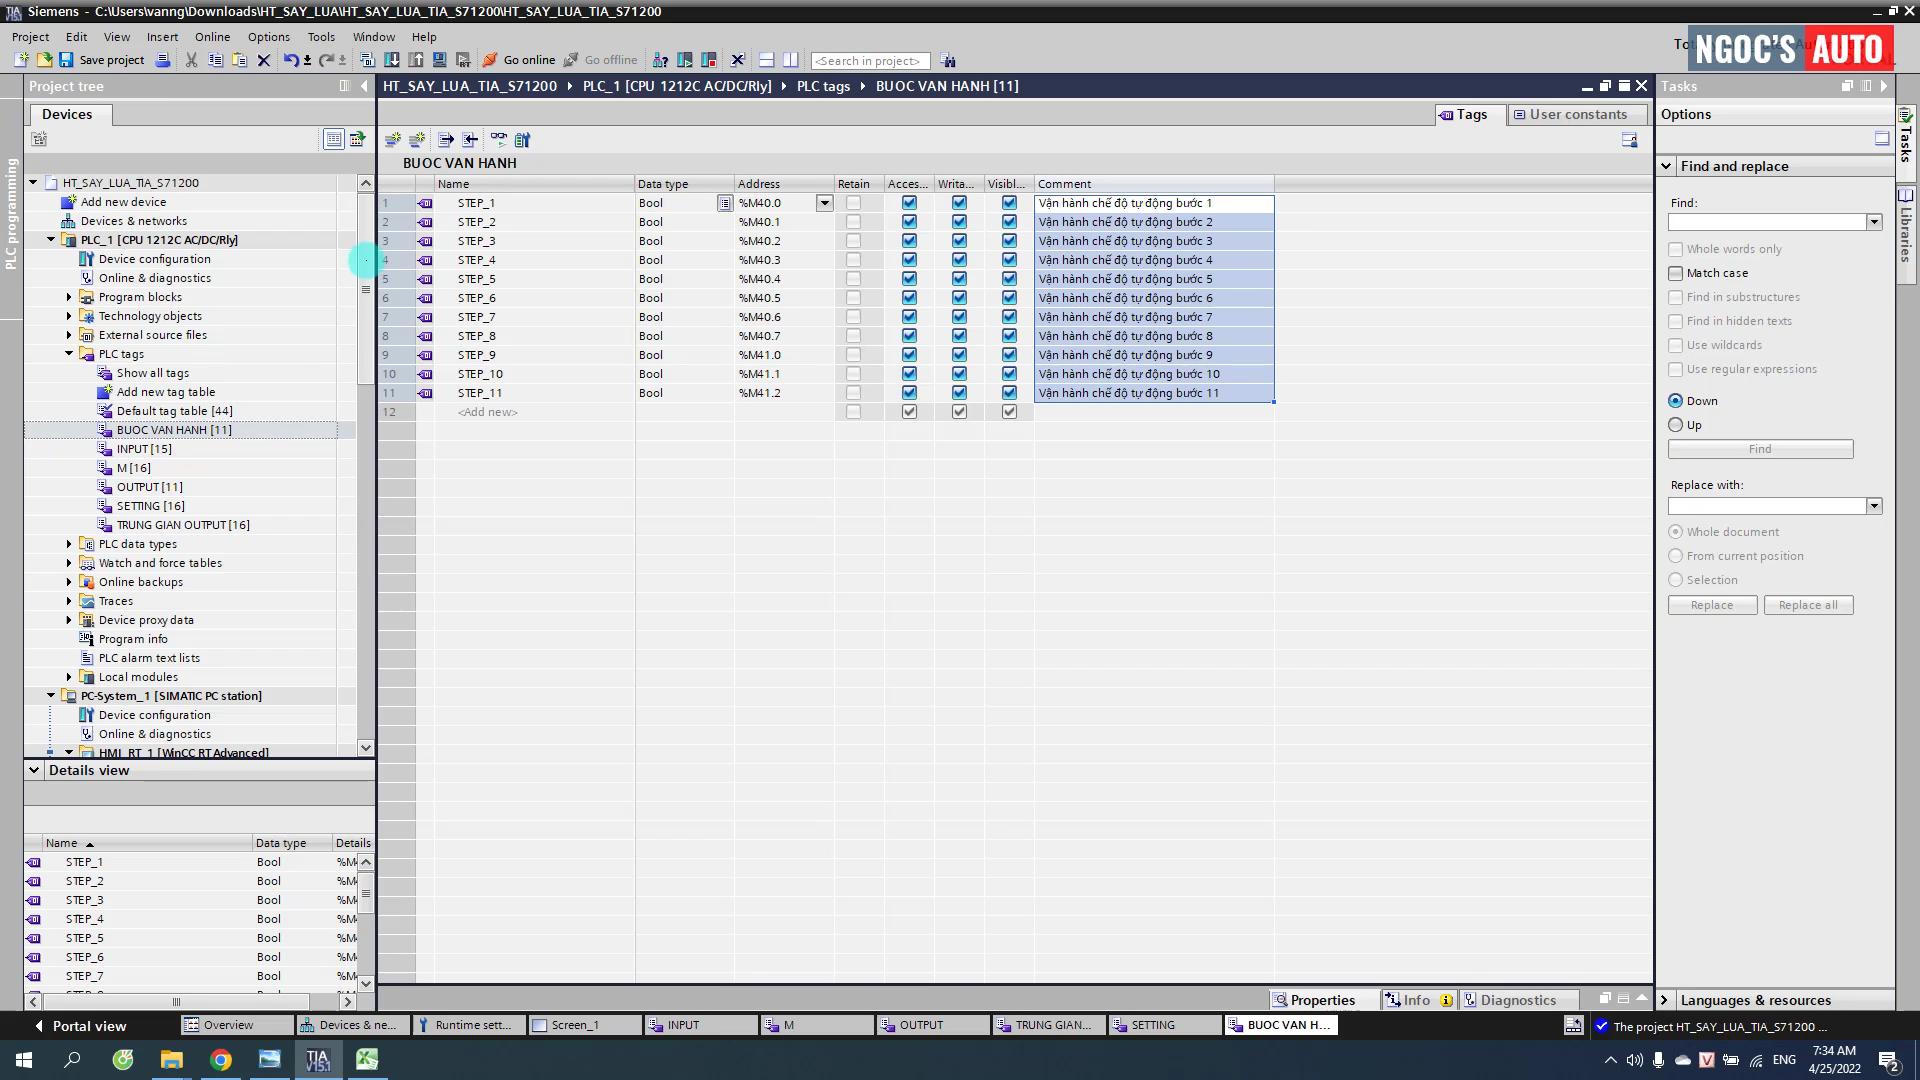 Siemens - C:\Users\vanng\Downloads\HT_SAY_LUA\HT_SAY_LUA_TIA_S71200\HT_SAY_LUA_TIA_S71200
Project Edit View Insert Online Options Tools Window Help
NGOC'S AUTO
Save project
Go online
Go offline
<Search in project>
Project tree
HT_SAY_LUA_TIA_S71200 PLC_1 [CPU 1212C AC/DC/Rly] PLC tags BUOC VAN HANH [11]
Tasks
Devices
Tags
User constants
Options
PLC programming
BUOC VAN HANH
Find and replace
Tasks
Libraries
HT_SAY_LUA_TIA_S71200
Add new device
Devices & networks
PLC_1 [CPU 1212C AC/DC/Rly]
Device configuration
Online & diagnostics
Program blocks
Technology objects
External source files
PLC tags
Show all tags
Add new tag table
Default tag table [44]
BUOC VAN HANH [11]
INPUT [15]
M [16]
OUTPUT [11]
SETTING [16]
TRUNG GIAN OUTPUT [16]
PLC data types
Watch and force tables
Online backups
Traces
Device proxy data
Program info
PLC alarm text lists
Local modules
PC-System_1 [SIMATIC PC station]
Device configuration
Online & diagnostics
HMI_RT_1 [WinCC RT Advanced]
Name Data type Address Retain Acces... Writa... Visibl... Comment
1 STEP_1 Bool %M40.0 Vận hành chế độ tự động bước 1
2 STEP_2 Bool %M40.1 Vận hành chế độ tự động bước 2
3 STEP_3 Bool %M40.2 Vận hành chế độ tự động bước 3
4 STEP_4 Bool %M40.3 Vận hành chế độ tự động bước 4
5 STEP_5 Bool %M40.4 Vận hành chế độ tự động bước 5
6 STEP_6 Bool %M40.5 Vận hành chế độ tự động bước 6
7 STEP_7 Bool %M40.6 Vận hành chế độ tự động bước 7
8 STEP_8 Bool %M40.7 Vận hành chế độ tự động bước 8
9 STEP_9 Bool %M41.0 Vận hành chế độ tự động bước 9
10 STEP_10 Bool %M41.1 Vận hành chế độ tự động bước 10
11 STEP_11 Bool %M41.2 Vận hành chế độ tự động bước 11
12 <Add new>
Find:
Whole words only
Match case
Find in substructures
Find in hidden texts
Use wildcards
Use regular expressions
Down
Up
Find
Replace with:
Whole document
From current position
Selection
Replace Replace all
Languages & resources
Details view
Name Data type Details
STEP_1 Bool %M
STEP_2 Bool %M
STEP_3 Bool %M
STEP_4 Bool %M
STEP_5 Bool %M
STEP_6 Bool %M
STEP_7 Bool %M
Properties Info Diagnostics
Portal view Overview Devices & ne... Runtime sett... Screen_1 INPUT M OUTPUT TRUNG GIAN... SETTING BUOC VAN H...
The project HT_SAY_LUA_TIA_S71200 ...
TIA V15.1
ENG
7:34 AM
4/25/2022
2